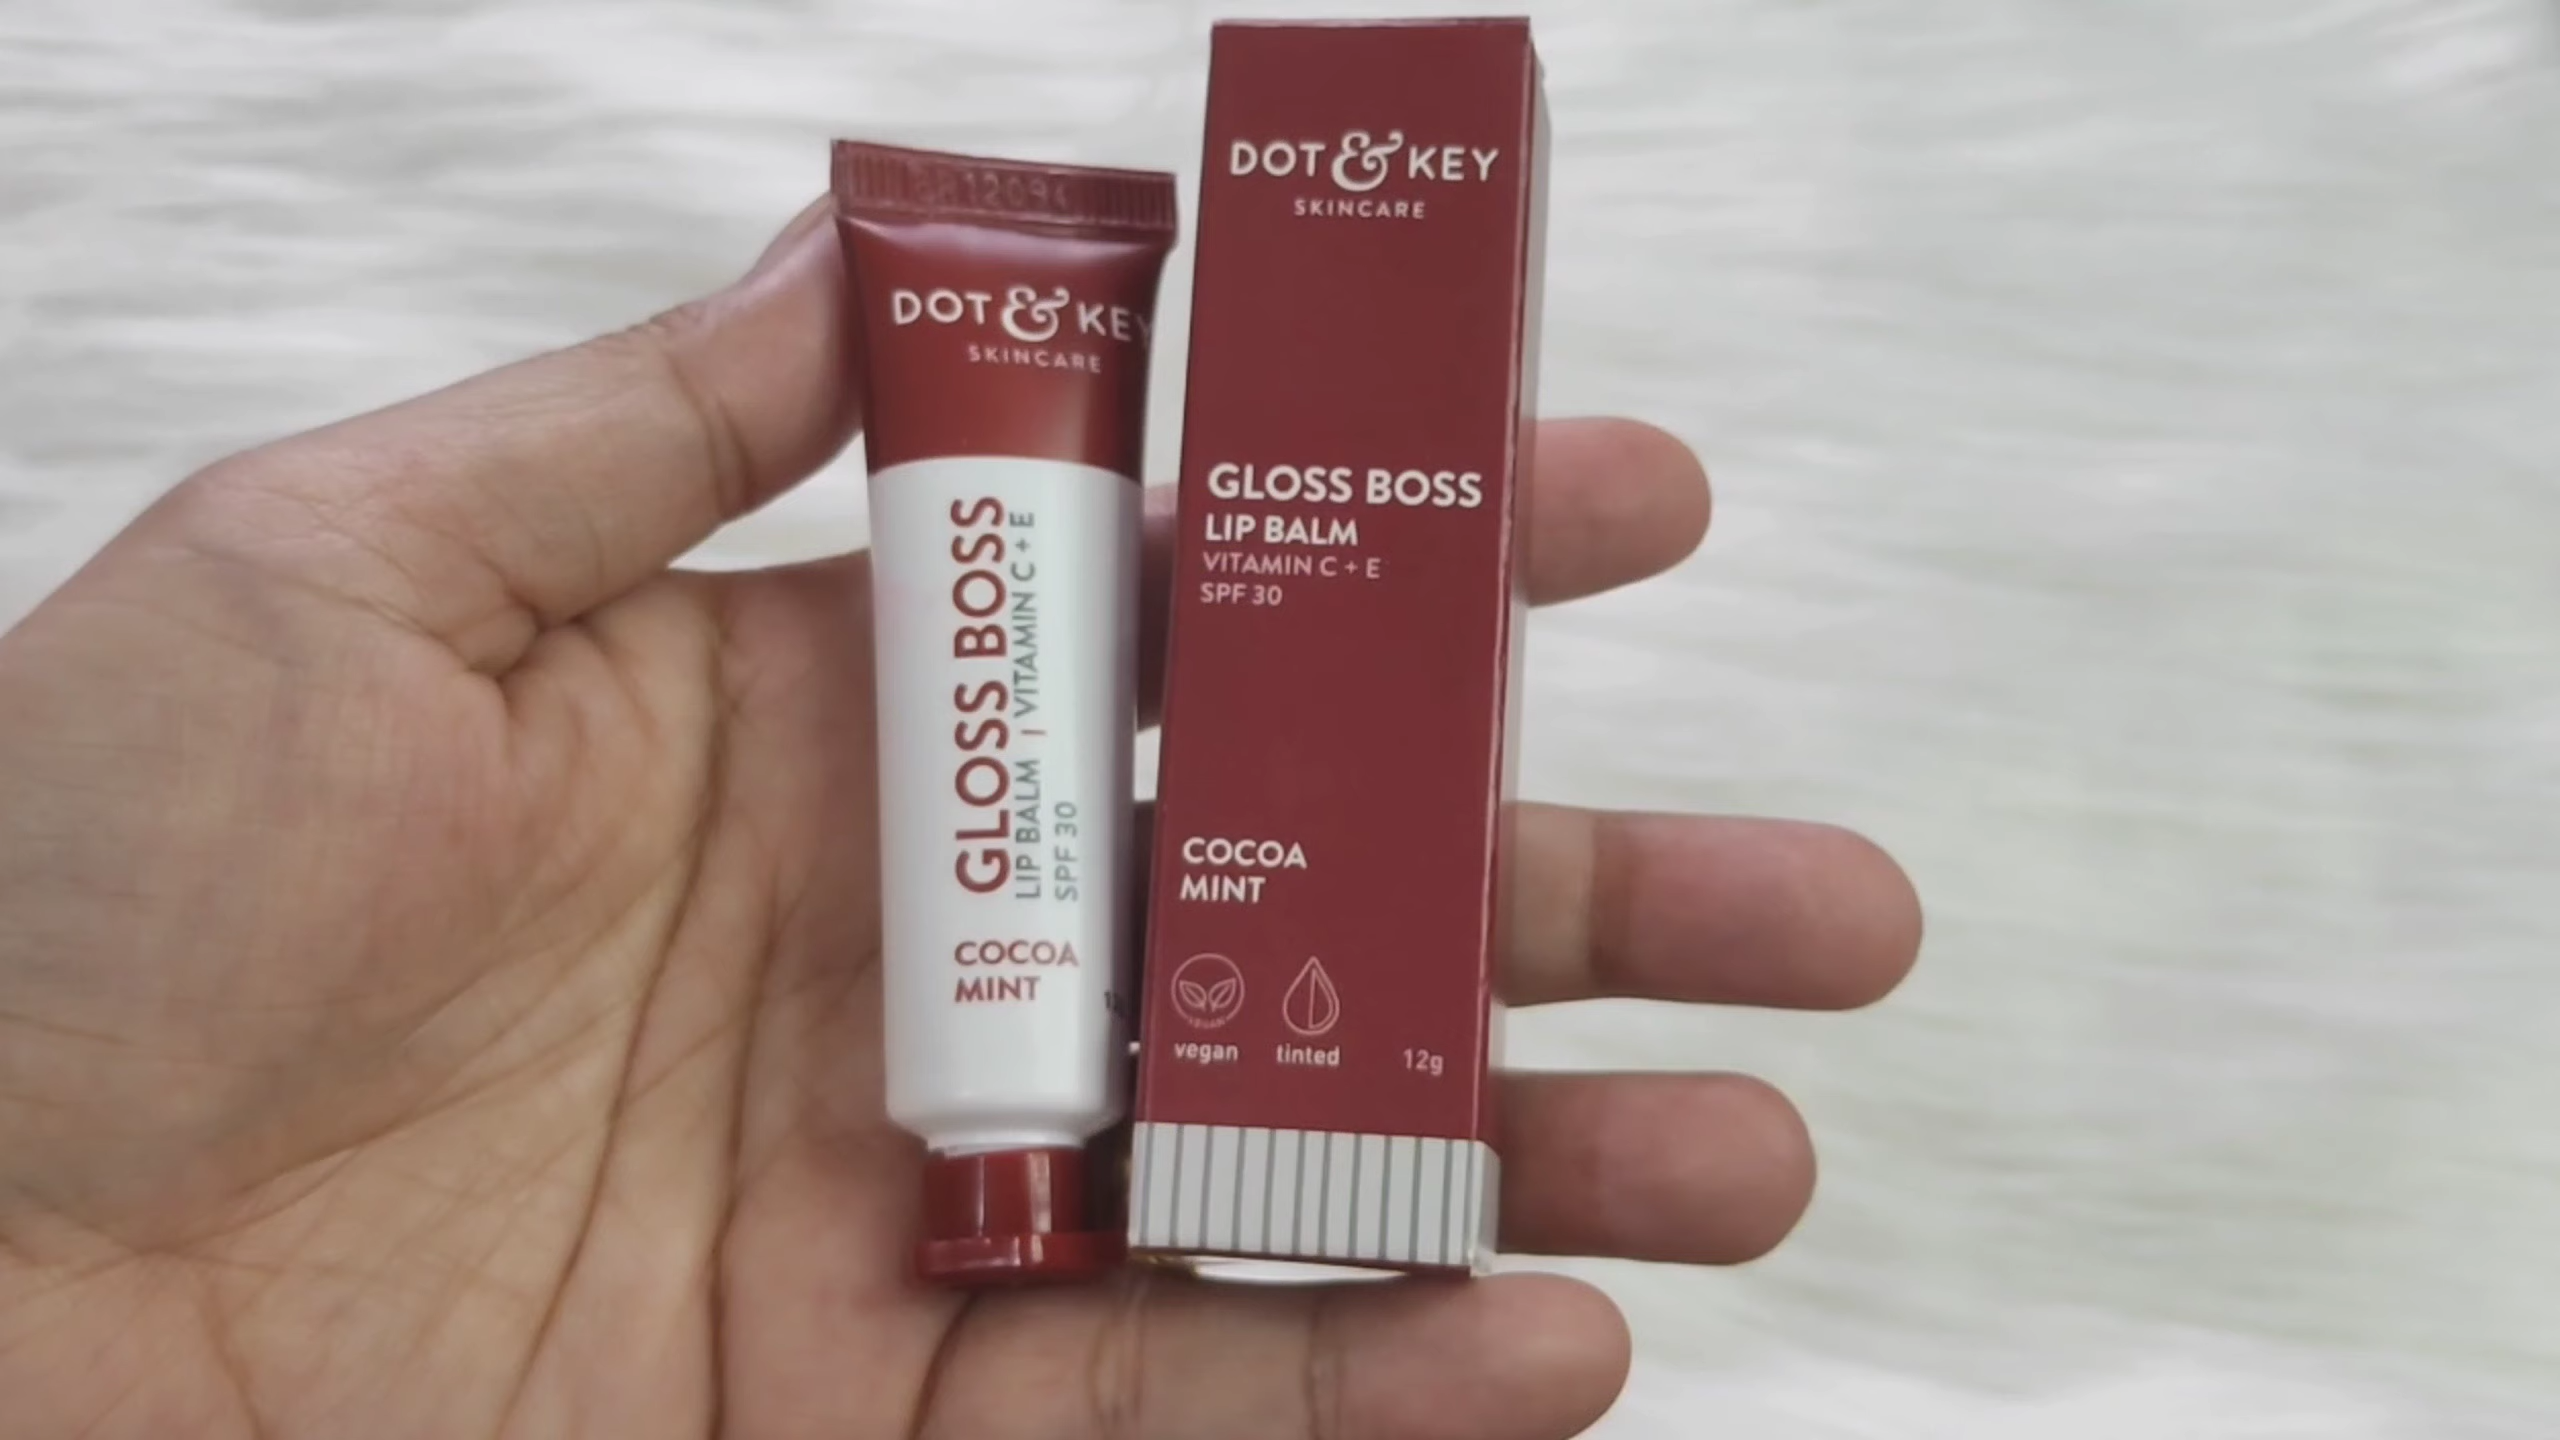 DOT & KEY
SKINCARE
GLOSS BOSS
LIP BALM | VITAMIN C + E
SPF 30
COCOA
MINT
DOT & KEY
SKINCARE
GLOSS BOSS
LIP BALM
VITAMIN C + E
SPF 30
COCOA
MINT
VEGAN
vegan
tinted
12g